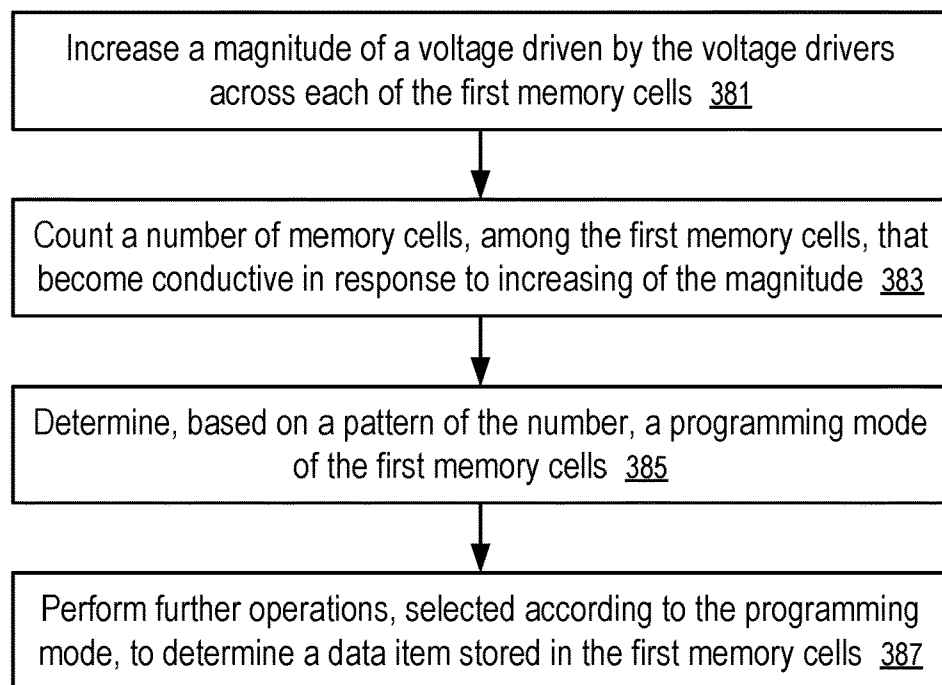 Increase a magnitude of a voltage driven by the voltage drivers
across each of the first memory cells 381
Count a number of memory cells, among the first memory cells, that
become conductive in response to increasing of the magnitude 383
Determine, based on a pattern of the number, a programming mode
of the first memory cells 385
Perform further operations, selected according to the programming
mode, to determine a data item stored in the first memory cells 387